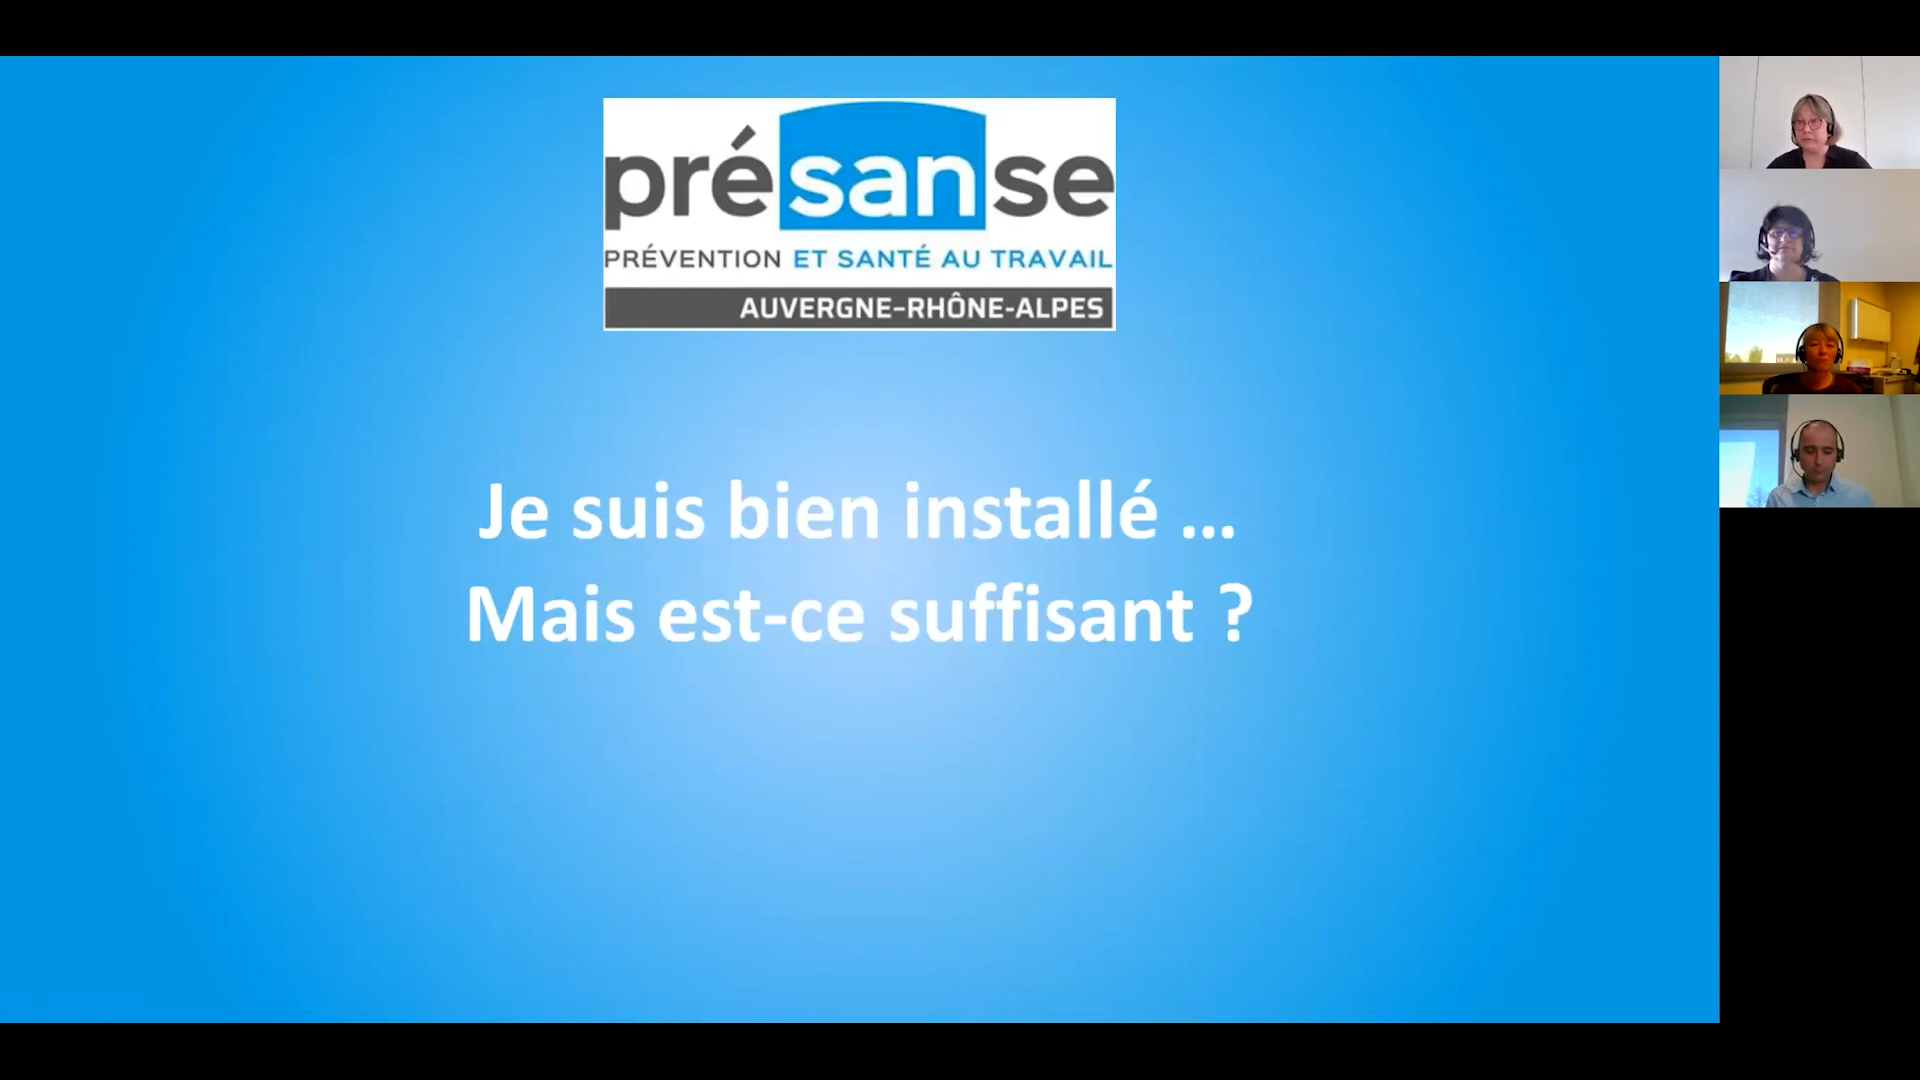 présanse
PRÉVENTION ET SANTÉ AU TRAVAIL
AUVERGNE–RHÔNE-ALPES
Je suis bien installé ...
Mais est-ce suffisant ?